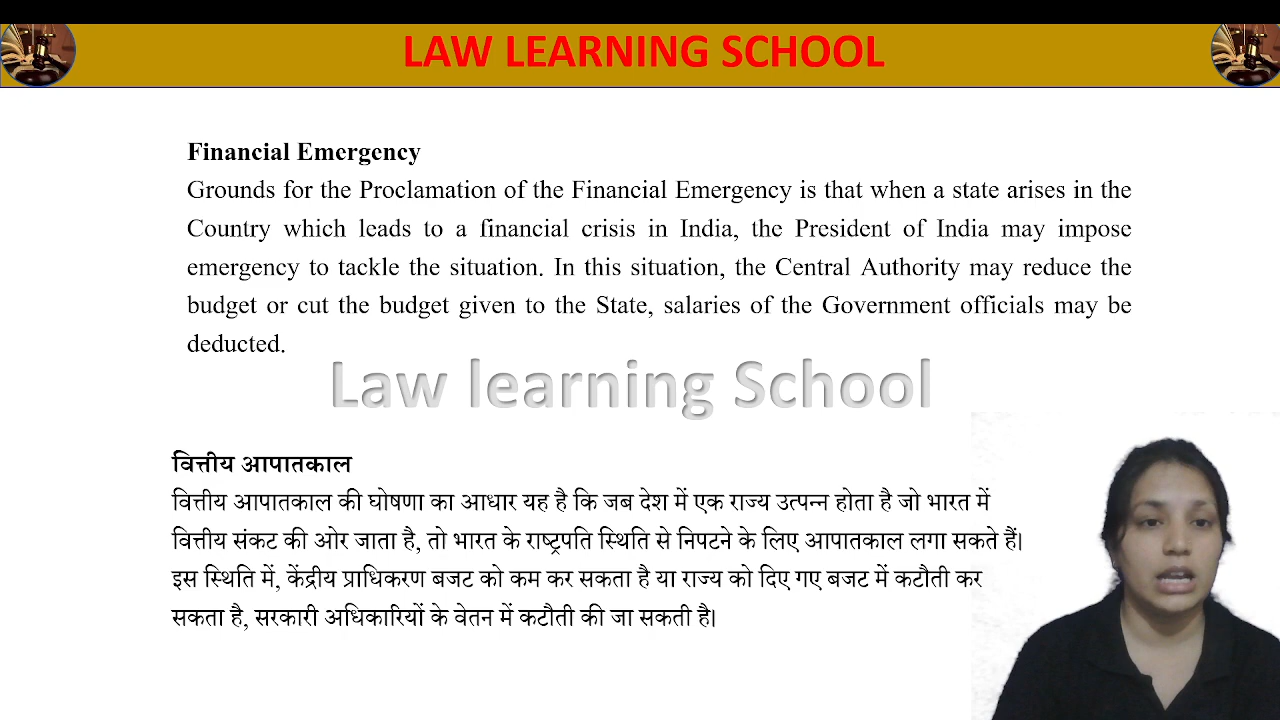 LAW LEARNING SCHOOL
Financial Emergency
Grounds for the Proclamation of the Financial Emergency is that when a state arises in the
Country which leads to a financial crisis in India, the President of India may impose
emergency to tackle the situation. In this situation, the Central Authority may reduce the
budget or cut the budget given to the State, salaries of the Government officials may be
deducted.
Law learning School
वित्तीय आपातकाल
वित्तीय आपातकाल की घोषणा का आधार यह है कि जब देश में एक राज्य उत्पन्न होता है जो भारत में
वित्तीय संकट की ओर जाता है, तो भारत के राष्ट्रपति स्थिति से निपटने के लिए आपातकाल लगा सकते हैं।
इस स्थिति में, केंद्रीय प्राधिकरण बजट को कम कर सकता है या राज्य को दिए गए बजट में कटौती कर
सकता है, सरकारी अधिकारियों के वेतन में कटौती की जा सकती है।